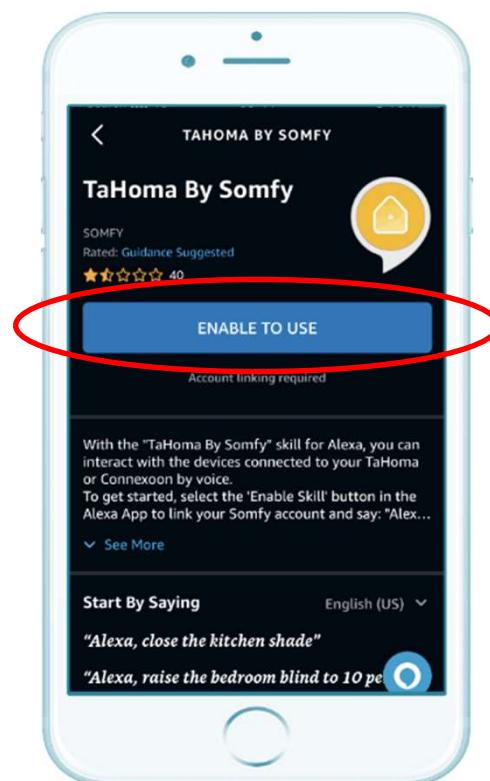 TAHOMA BY SOMFY
TaHoma By Somfy
SOMFY
Rated: Guidance Suggested
40
ENABLE TO USE
Account linking required
With the "TaHoma By Somfy" skill for Alexa, you can
interact with the devices connected to your TaHoma
or Connexoon by voice.
To get started, select the 'Enable Skill' button in the
Alexa App to link your Somfy account and say: "Alex...
See More
Start By Saying English (US)
"Alexa, close the kitchen shade"
"Alexa, raise the bedroom blind to 10 pe